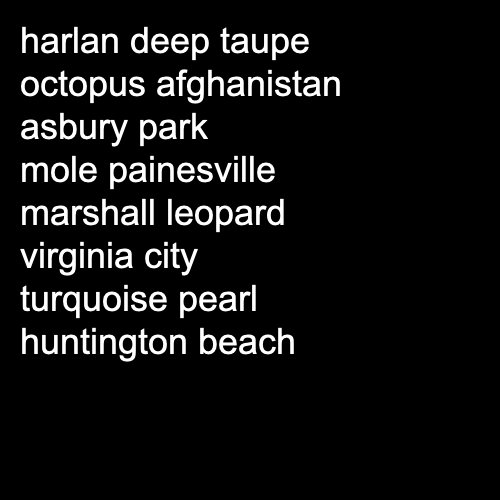 harlan deep taupe
octopus afghanistan
asbury park
mole painesville
marshall leopard
virginia city
turquoise pearl
huntington beach